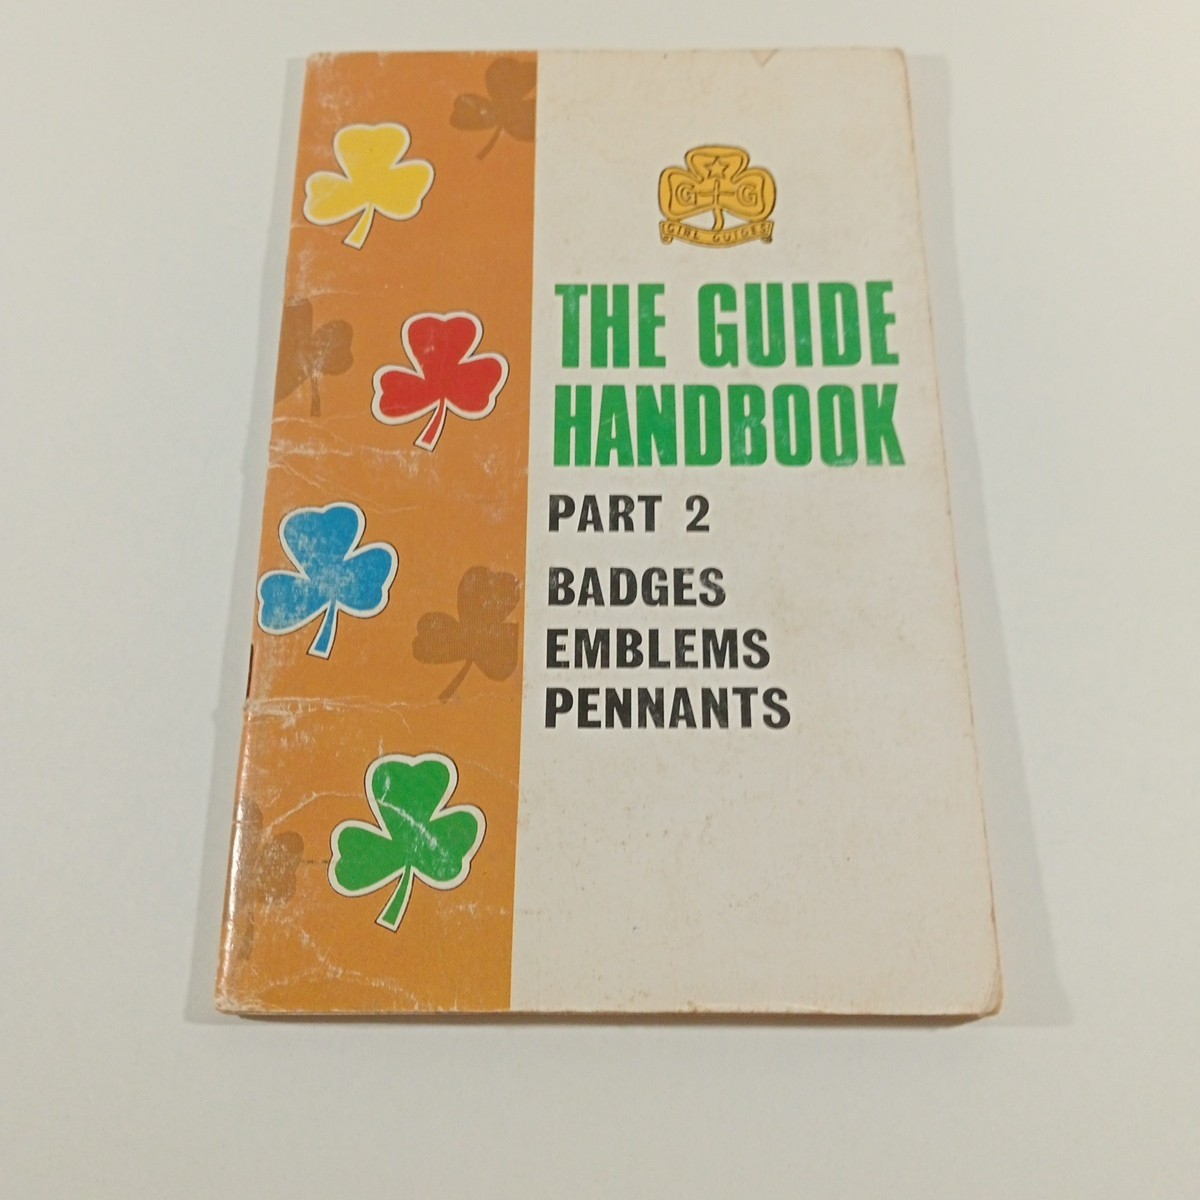 G G
GIRL GUIDES
THE GUIDE
HANDBOOK
PART 2
BADGES
EMBLEMS
PENNANTS